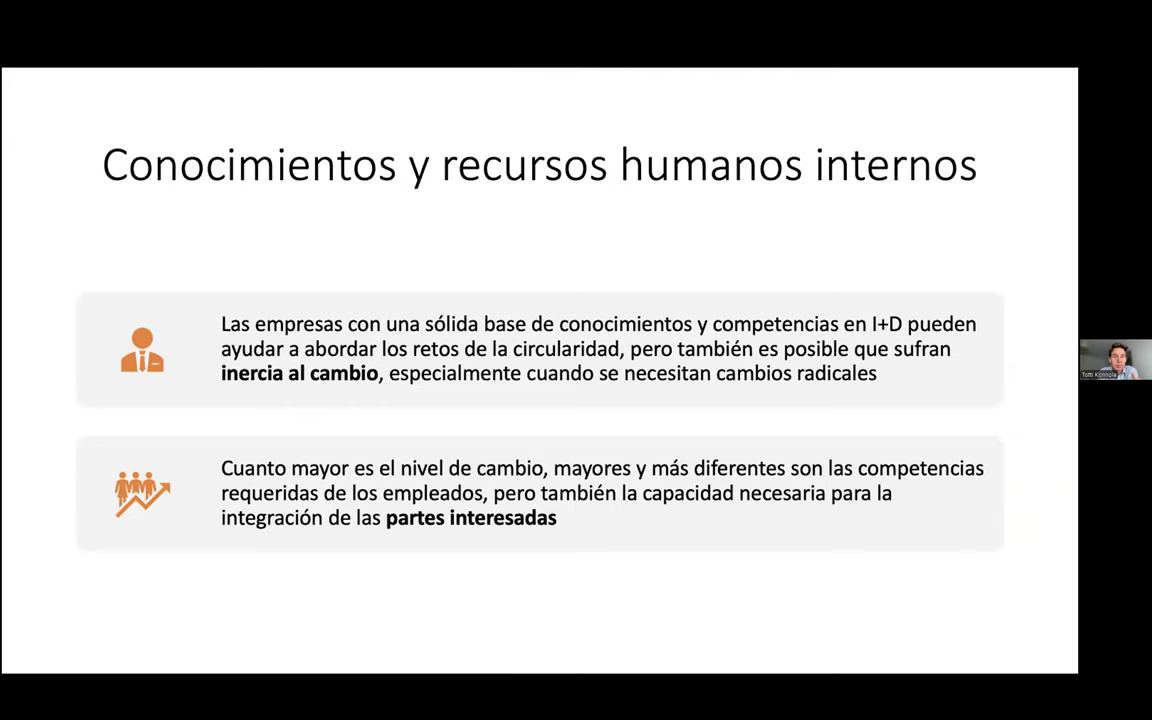 Conocimientos y recursos humanos internos
Las empresas con una sólida base de conocimientos y competencias en I+D pueden
ayudar a abordar los retos de la circularidad, pero también es posible que sufran
inercia al cambio, especialmente cuando se necesitan cambios radicales
Totti Könnölä
Cuanto mayor es el nivel de cambio, mayores y más diferentes son las competencias
requeridas de los empleados, pero también la capacidad necesaria para la
integración de las partes interesadas